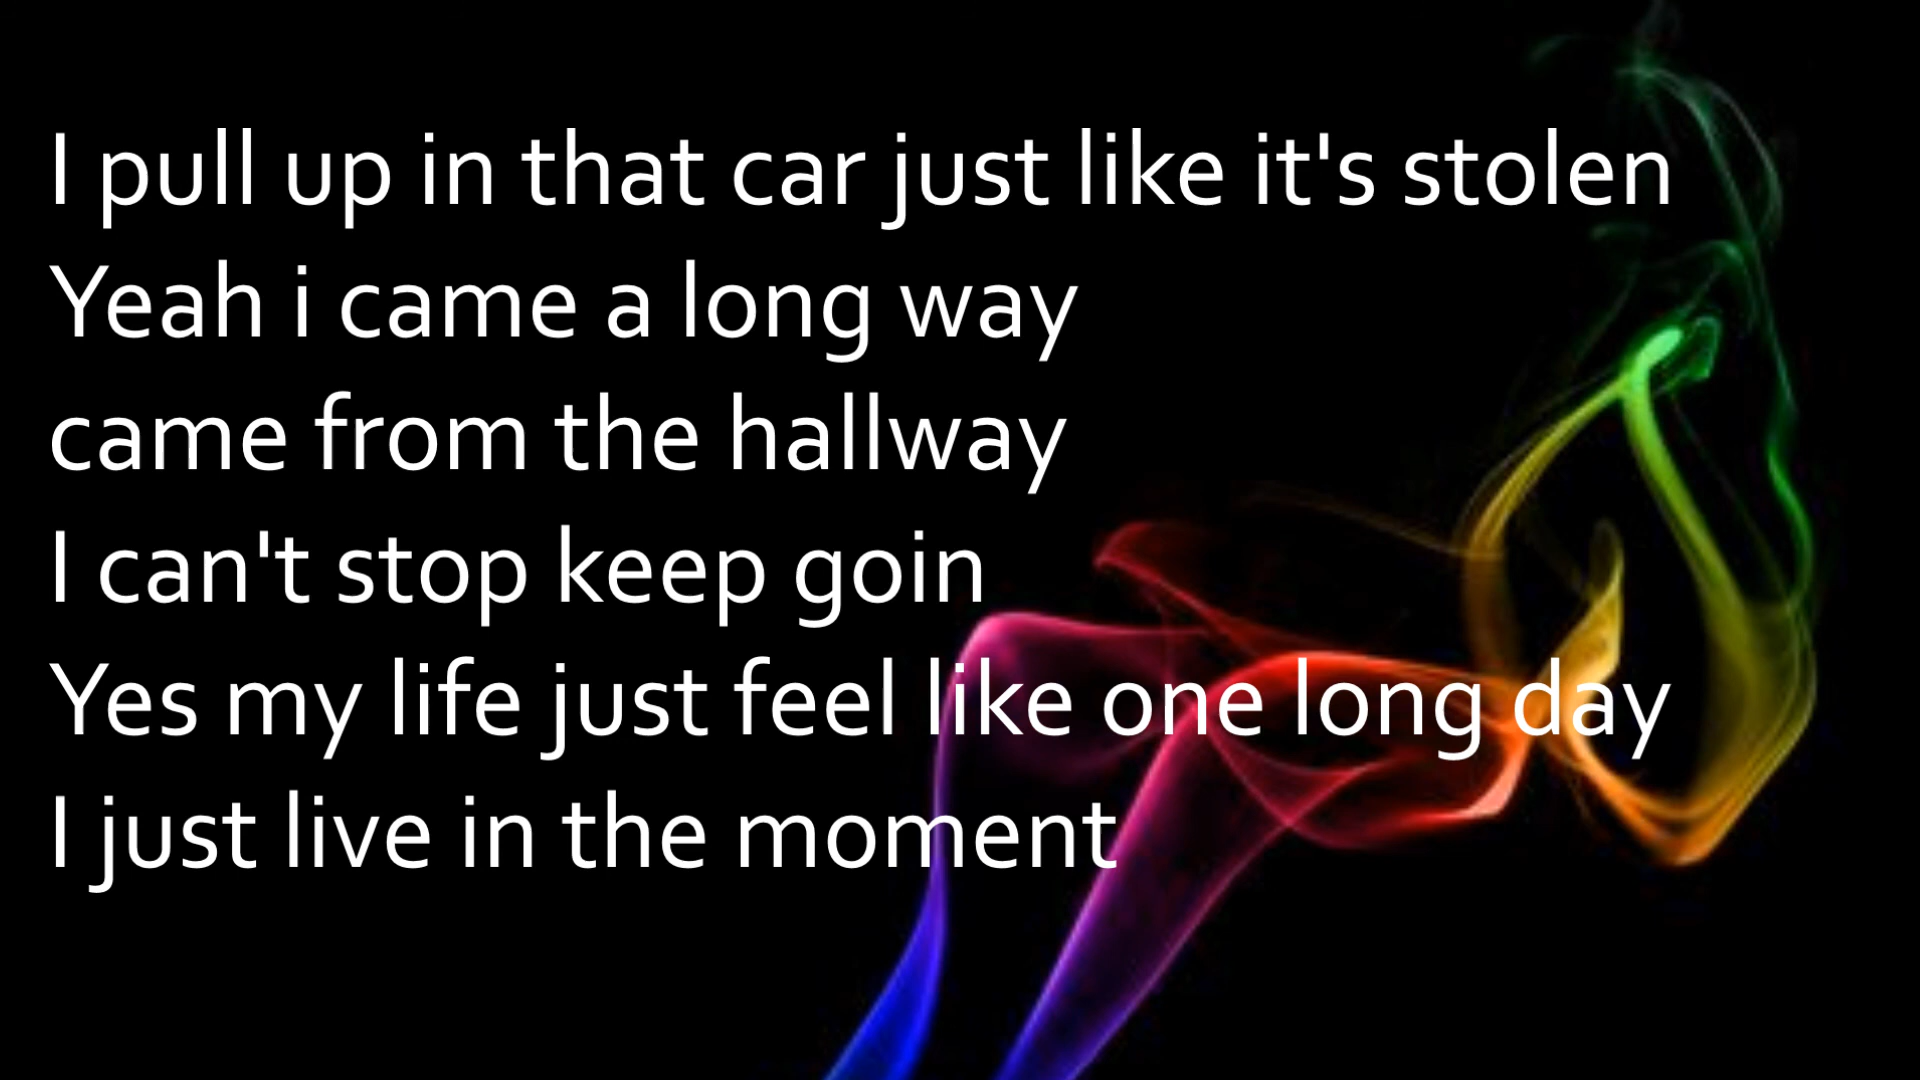 I pull up in that car just like it's stolen
Yeah i came a long way
came from the hallway
I can't stop keep goin
Yes my life just feel like one long day
I just live in the moment